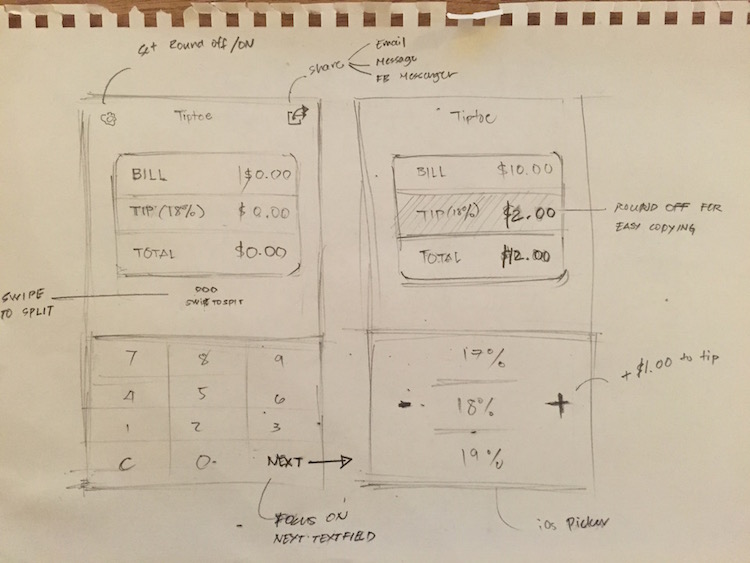 Set Round off/ON
Share
Email
Message
FB Messenger
Tiptoe
BILL $0.00
TIP (18%) $0.00
TOTAL $0.00
SWIPE
TO SPLIT
SWIPE TO SPLIT
7 8 9
4 5 6
1 2 3
C 0 NEXT
FOCUS ON
NEXT TEXTFIELD
Tiptoe
BILL $10.00
TIP (18%) $2.00
TOTAL $12.00
ROUND OFF FOR
EASY COPYING
17%
- 18% +
19%
+$1.00 to tip
ios Picker